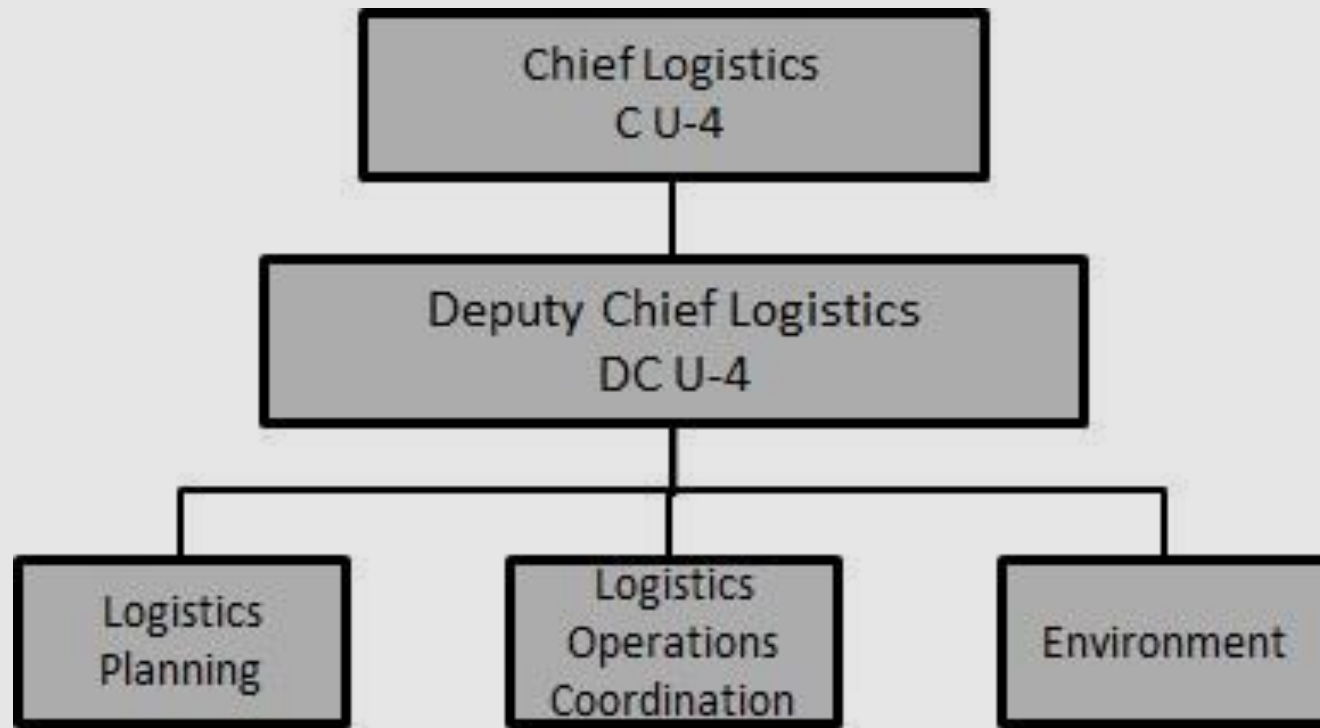 Chief Logistics
C U-4
Deputy Chief Logistics
DC U-4
Logistics
Planning
Logistics
Operations
Coordination
Environment